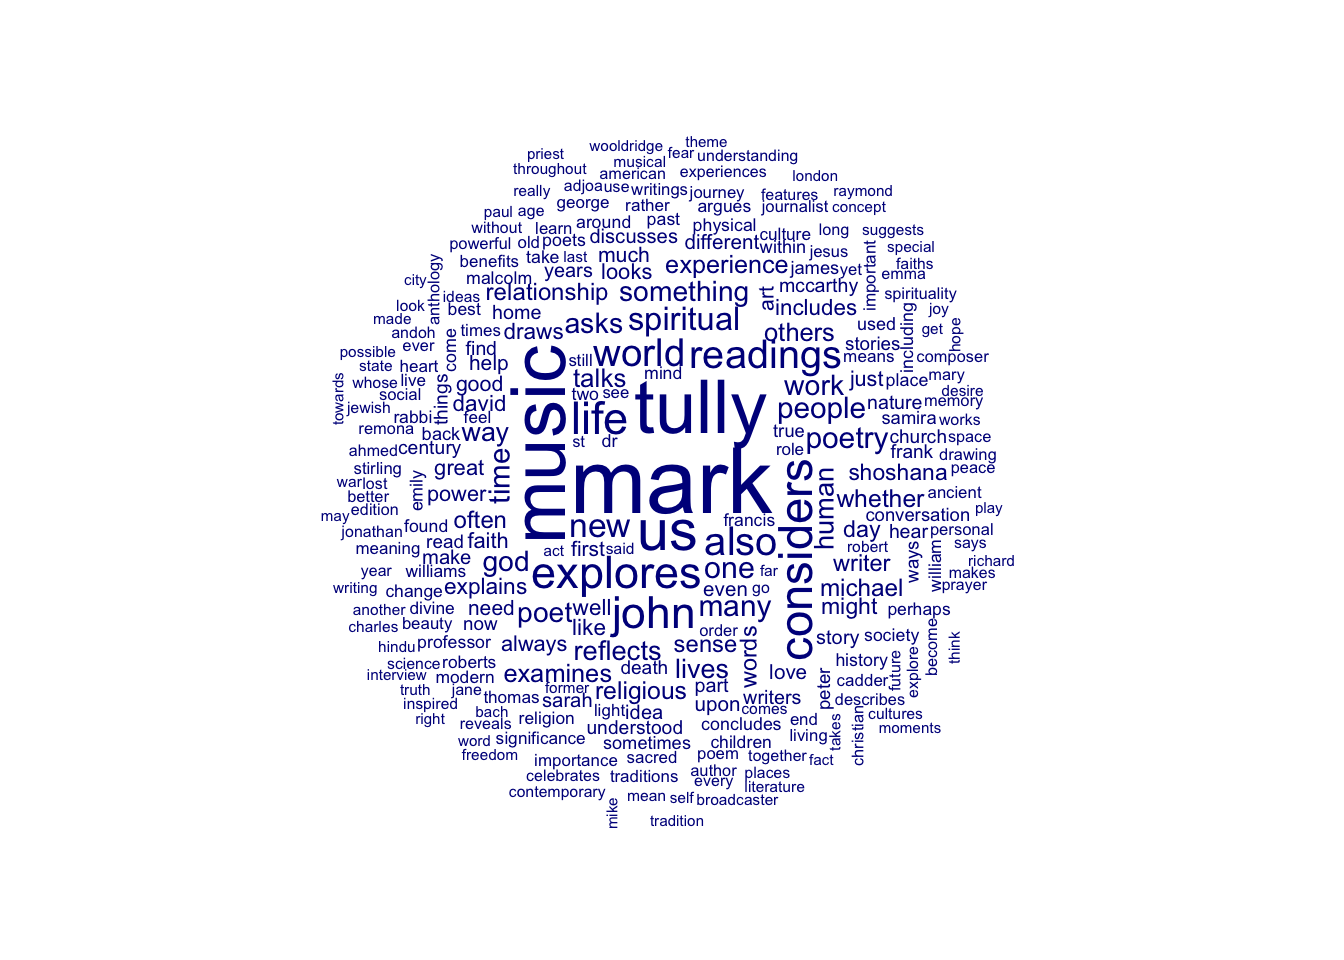 theme
wooldridge
priest
fear
understanding
musical
throughout
american
experiences
london
really
adjoa
use
writings
journey
features
raymond
george
rather
argues
journalist
concept
paul
age
without
learn
around
past
physical
culture
long
suggests
powerful
old
poets
discusses
different
within
jesus
special
benefits
take
last
much
james
yet
important
faiths
emma
city
anthology
malcolm
years
looks
experience
mccarthy
spirituality
ideas
relationship
something
art
look
best
home
includes
joy
made
andoh
times
draws
asks
spiritual
others
used
including
get
hope
possible
ever
come
find
still
world
readings
stories
means
composer
state
heart
help
music
talks
mind
work
just
place
mary
towards
whose
live
things
good
two
see
tully
people
nature
memory
desire
social
jewish
rabbi
david
feel
life
true
samira
works
remona
back
way
st
dr
role
poetry
church
space
ahmed
century
frank
drawing
stirling
great
time
mark
considers
human
shoshana
peace
war
lost
emily
power
whether
ancient
better
edition
may
often
new
us
francis
also
day
conversation
play
jonathan
found
read
faith
hear
personal
meaning
make
god
act
first
said
robert
ways
william
says
year
williams
explores
one
far
writer
richard
makes
writing
change
explains
even
go
michael
prayer
another
divine
need
poet
well
john
many
might
perhaps
charles
beauty
now
like
order
words
story
society
become
think
hindu
professor
always
reflects
sense
science
roberts
examines
death
lives
love
history
future
explore
interview
modern
peter
cadder
truth
jane
thomas
former
sarah
religious
part
writers
describes
inspired
light
idea
upon
comes
right
bach
reveals
religion
understood
concludes
end
takes
christian
cultures
moments
word
significance
sometimes
children
living
freedom
importance
sacred
poem
together
fact
celebrates
traditions
author
every
places
contemporary
literature
mike
mean
self
broadcaster
tradition